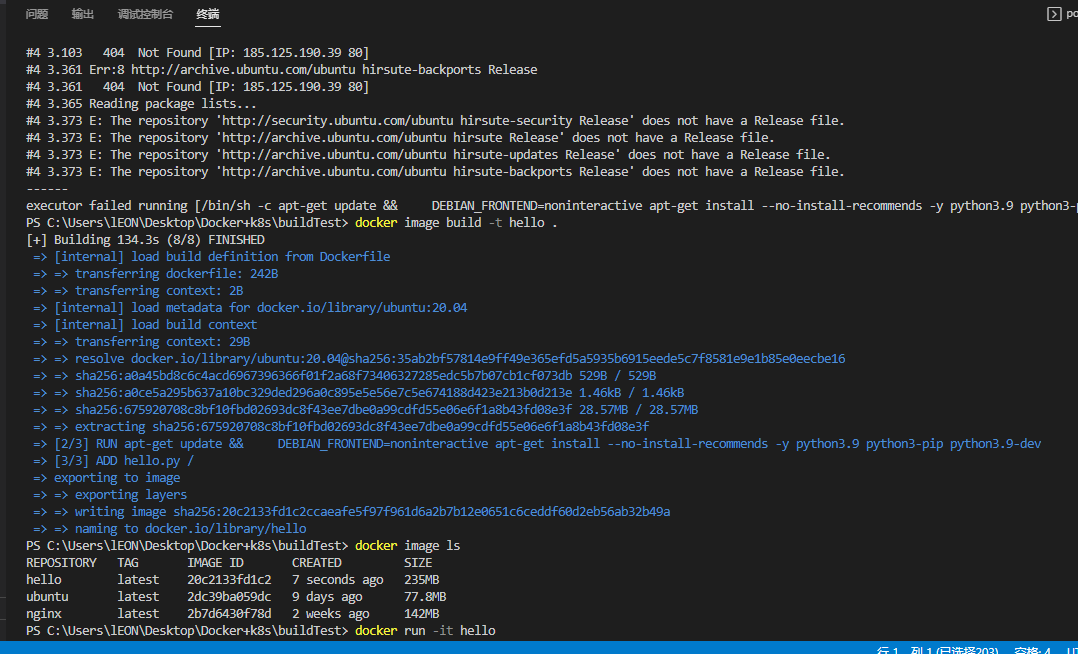 问题 输出 调试控制台 终端 po
#4 3.103   404  Not Found [IP: 185.125.190.39 80]
#4 3.361 Err:8 http://archive.ubuntu.com/ubuntu hirsute-backports Release
#4 3.361   404  Not Found [IP: 185.125.190.39 80]
#4 3.365 Reading package lists...
#4 3.373 E: The repository 'http://security.ubuntu.com/ubuntu hirsute-security Release' does not have a Release file.
#4 3.373 E: The repository 'http://archive.ubuntu.com/ubuntu hirsute Release' does not have a Release file.
#4 3.373 E: The repository 'http://archive.ubuntu.com/ubuntu hirsute-updates Release' does not have a Release file.
#4 3.373 E: The repository 'http://archive.ubuntu.com/ubuntu hirsute-backports Release' does not have a Release file.
------
executor failed running [/bin/sh -c apt-get update &&     DEBIAN_FRONTEND=noninteractive apt-get install --no-install-recommends -y python3.9 python3-p
PS C:\Users\lEON\Desktop\Docker+k8s\buildTest> docker image build -t hello .
[+] Building 134.3s (8/8) FINISHED
 => [internal] load build definition from Dockerfile
 => => transferring dockerfile: 242B
 => => transferring context: 2B
 => [internal] load metadata for docker.io/library/ubuntu:20.04
 => [internal] load build context
 => => transferring context: 29B
 => => resolve docker.io/library/ubuntu:20.04@sha256:35ab2bf57814e9ff49e365efd5a5935b6915eede5c7f8581e9e1b85e0eecbe16
 => => sha256:a0a45bd8c6c4acd6967396366f01f2a68f73406327285edc5b7b07cb1cf073db 529B / 529B
 => => sha256:a0ce5a295b637a10bc329ded296a0c895e5e56e7c5e674188d423e213b0d213e 1.46kB / 1.46kB
 => => sha256:675920708c8bf10fbd02693dc8f43ee7dbe0a99cdfd55e06e6f1a8b43fd08e3f 28.57MB / 28.57MB
 => => extracting sha256:675920708c8bf10fbd02693dc8f43ee7dbe0a99cdfd55e06e6f1a8b43fd08e3f
 => [2/3] RUN apt-get update &&     DEBIAN_FRONTEND=noninteractive apt-get install --no-install-recommends -y python3.9 python3-pip python3.9-dev
 => [3/3] ADD hello.py /
 => exporting to image
 => => exporting layers
 => => writing image sha256:20c2133fd1c2ccaeafe5f97f961d6a2b7b12e0651c6ceddf60d2eb56ab32b49a
 => => naming to docker.io/library/hello
PS C:\Users\lEON\Desktop\Docker+k8s\buildTest> docker image ls
REPOSITORY   TAG       IMAGE ID       CREATED         SIZE
hello        latest    20c2133fd1c2   7 seconds ago   235MB
ubuntu       latest    2dc39ba059dc   9 days ago      77.8MB
nginx        latest    2b7d6430f78d   2 weeks ago     142MB
PS C:\Users\lEON\Desktop\Docker+k8s\buildTest> docker run -it hello
行 1，列 1 (已选择203) 空格: 4 UT